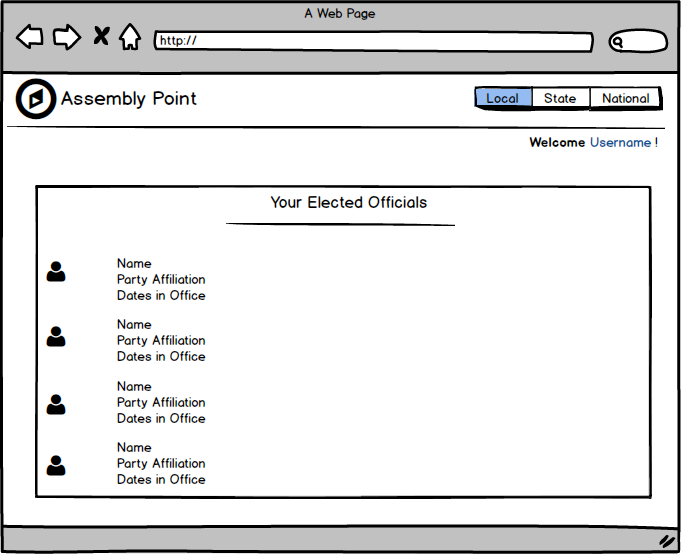 A Web Page
http://
Assembly Point
Local State National
Welcome Username !
Your Elected Officials
Name
Party Affiliation
Dates in Office
Name
Party Affiliation
Dates in Office
Name
Party Affiliation
Dates in Office
Name
Party Affiliation
Dates in Office